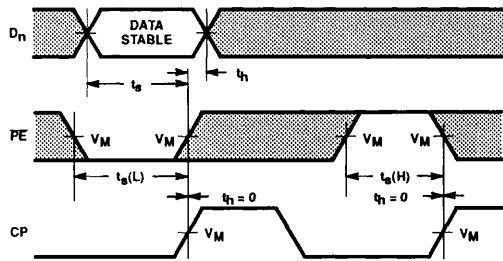 Dn
DATA
STABLE
ts
th
PE
VM
VM
VM
VM
ts(L)
ts(H)
th = 0
th = 0
CP
VM
VM